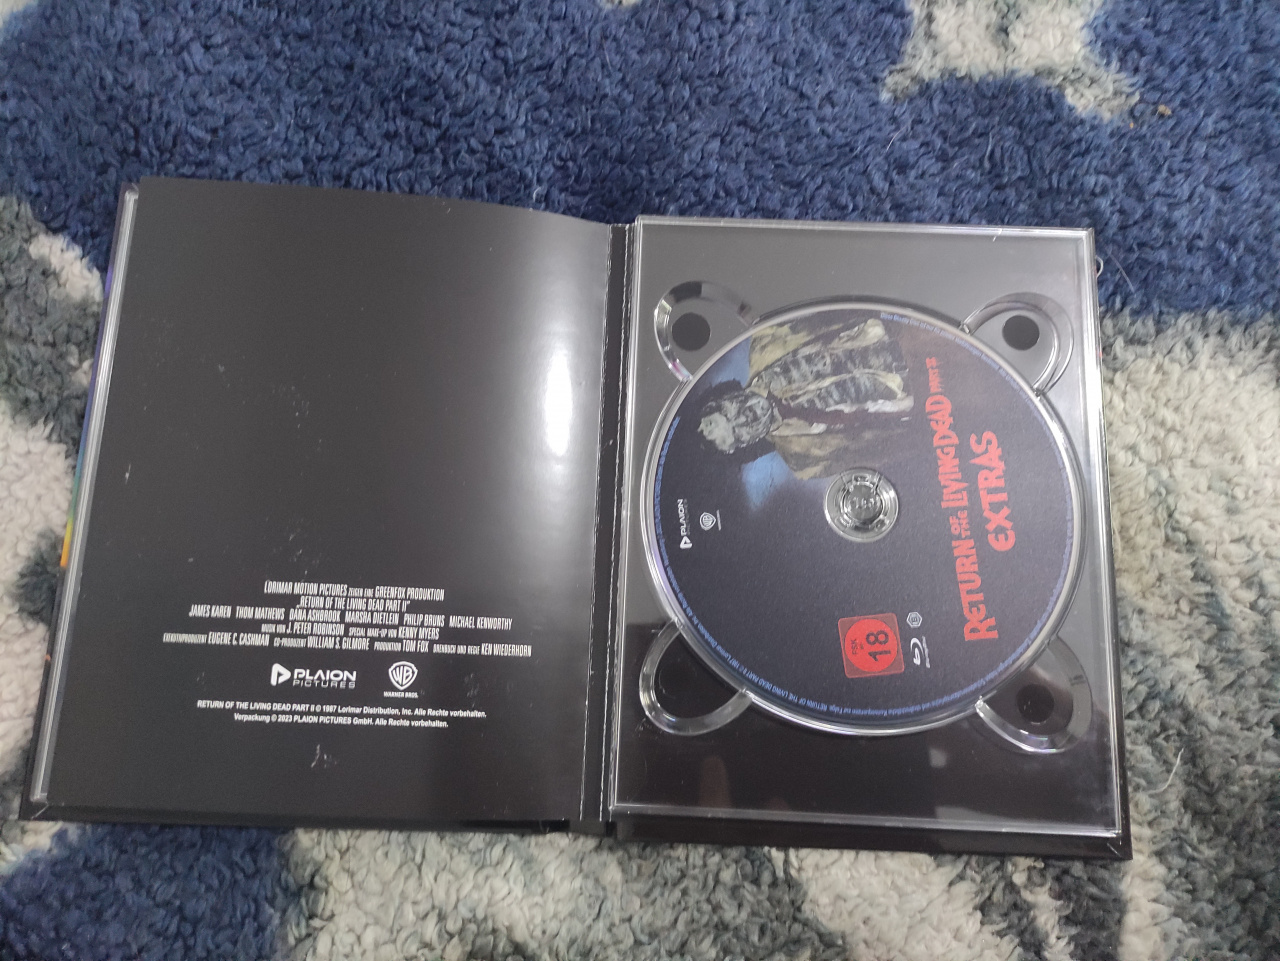 LORIMAR MOTION PICTURES ZEIGEN EINE GREENFOX PRODUKTION
„RETURN OF THE LIVING DEAD PART II“
JAMES KAREN THOM MATHEWS DANA ASHBROOK MARSHA DIETLEIN PHILIP BRUNS MICHAEL KENWORTHY
MUSIK VON J. PETER ROBINSON SPECIAL MAKE-UP VON KENNY MYERS
EXEKUTIVPRODUZENT EUGENE C. CASHMAN CO-PRODUZENT WILLIAM S. GILMORE PRODUKTION TOM FOX DREHBUCH UND REGIE KEN WIEDERHORN
PLAION
PICTURES
WB
WARNER BROS.
RETURN OF THE LIVING DEAD PART II © 1987 Lorimar Distribution, Inc. Alle Rechte vorbehalten.
Verpackung © 2023 PLAION PICTURES GmbH. Alle Rechte vorbehalten.
RETURN OF THE LIVING DEAD PART II
EXTRAS
PLAION
WB
FSK
18